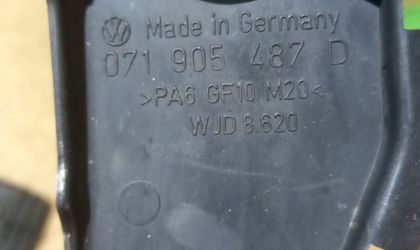 Made in Germany
071 905 487 D
>PA6 GF10 M20<
WJD 8.620